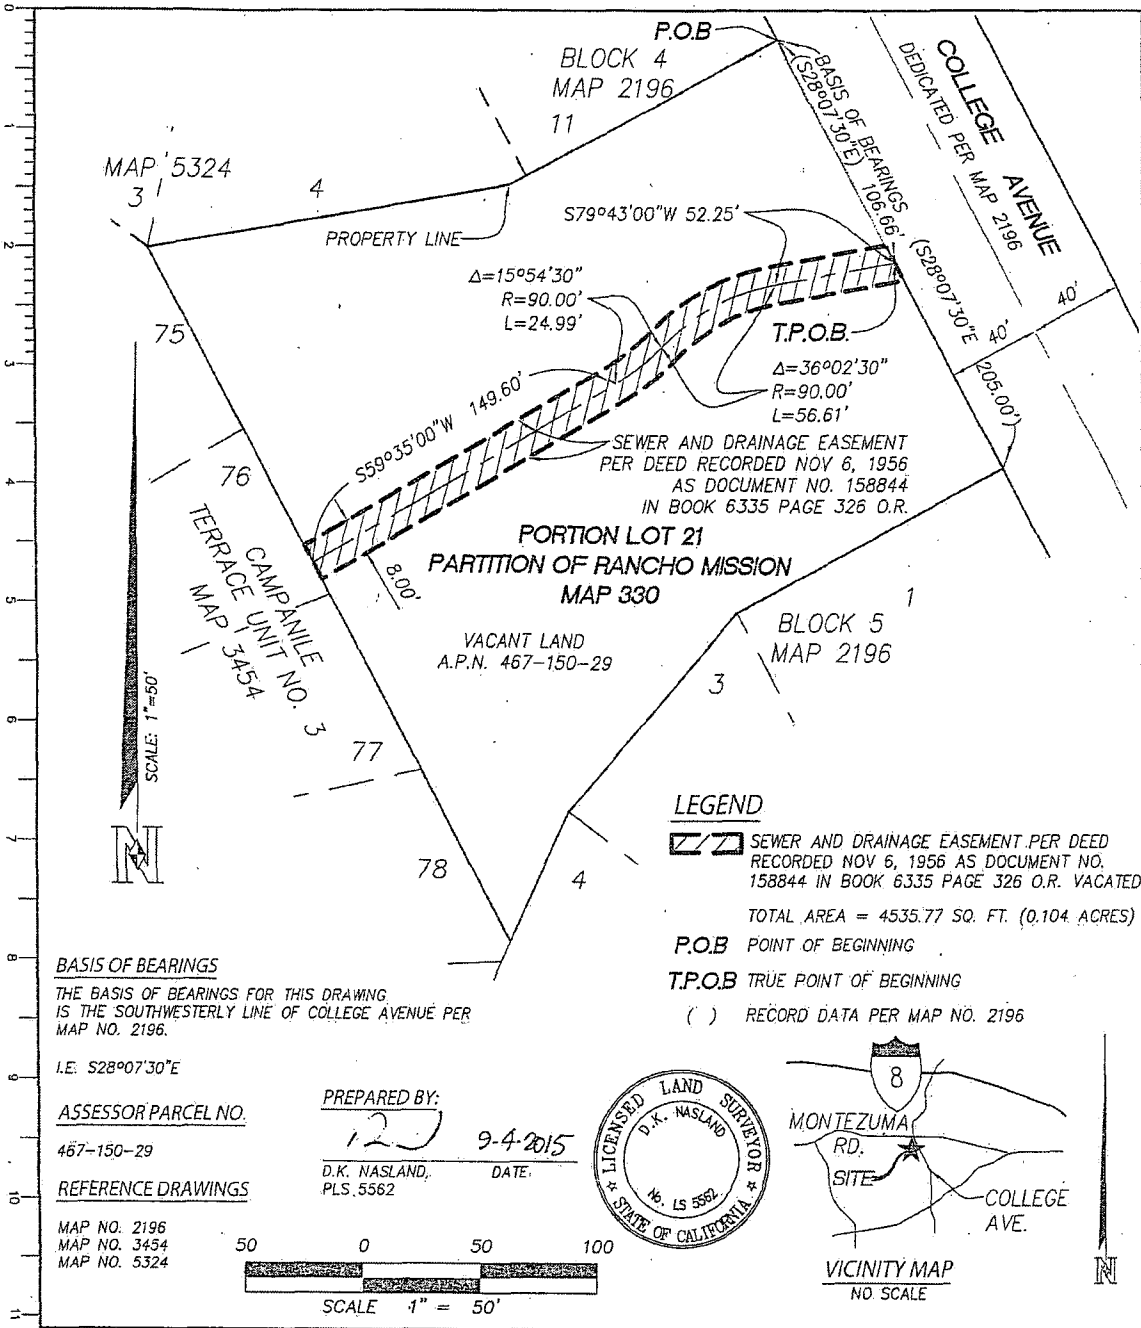 0
1
2
3
4
5
6
7
8
9
10
11
P.O.B
BLOCK 4
MAP 2196
11
BASIS OF BEARINGS
(S28°07'30"E) 106.66'
COLLEGE AVENUE
DEDICATED PER MAP 2196
MAP 5324
3
4
PROPERTY LINE
S79°43'00"W 52.25'
Δ=15°54'30"
R=90.00'
L=24.99'
(S28°07'30"E 205.00')
40'
40'
T.P.O.B.
Δ=36°02'30"
R=90.00'
L=56.61'
75
S59°35'00"W 149.60'
SEWER AND DRAINAGE EASEMENT
PER DEED RECORDED NOV 6, 1956
AS DOCUMENT NO. 158844
IN BOOK 6335 PAGE 326 O.R.
76
8.00'
PORTION LOT 21
PARTITION OF RANCHO MISSION
MAP 330
CAMPANILE
TERRACE UNIT NO. 3
MAP 3454
VACANT LAND
A.P.N. 467-150-29
1
BLOCK 5
MAP 2196
3
77
78
4
SCALE: 1"=50'
N
LEGEND
SEWER AND DRAINAGE EASEMENT PER DEED
RECORDED NOV 6, 1956 AS DOCUMENT NO.
158844 IN BOOK 6335 PAGE 326 O.R. VACATED
TOTAL AREA = 4535.77 SQ. FT. (0.104 ACRES)
P.O.B POINT OF BEGINNING
T.P.O.B TRUE POINT OF BEGINNING
( ) RECORD DATA PER MAP NO. 2196
BASIS OF BEARINGS
THE BASIS OF BEARINGS FOR THIS DRAWING
IS THE SOUTHWESTERLY LINE OF COLLEGE AVENUE PER
MAP NO. 2196.
I.E. S28°07'30"E
ASSESSOR PARCEL NO.
467-150-29
REFERENCE DRAWINGS
MAP NO. 2196
MAP NO. 3454
MAP NO. 5324
PREPARED BY:
9-4-2015
D.K. NASLAND, DATE:
PLS 5562
LICENSED LAND SURVEYOR
D.K. NASLAND
No. LS 5562
STATE OF CALIFORNIA
50 0 50 100
SCALE 1" = 50'
8
MONTEZUMA
RD.
SITE
COLLEGE
AVE.
VICINITY MAP
NO SCALE
N